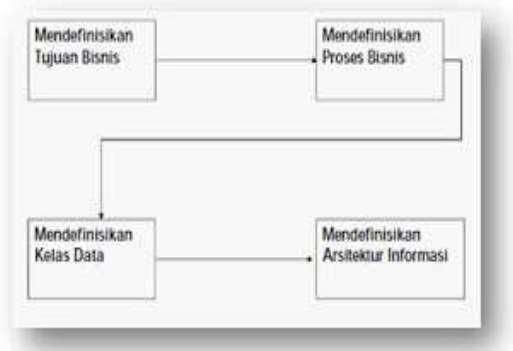 Mendefinisikan
Tujuan Bisnis
Mendefinisikan
Proses Bisnis
Mendefinisikan
Kelas Data
Mendefinisikan
Arsitektur Informasi